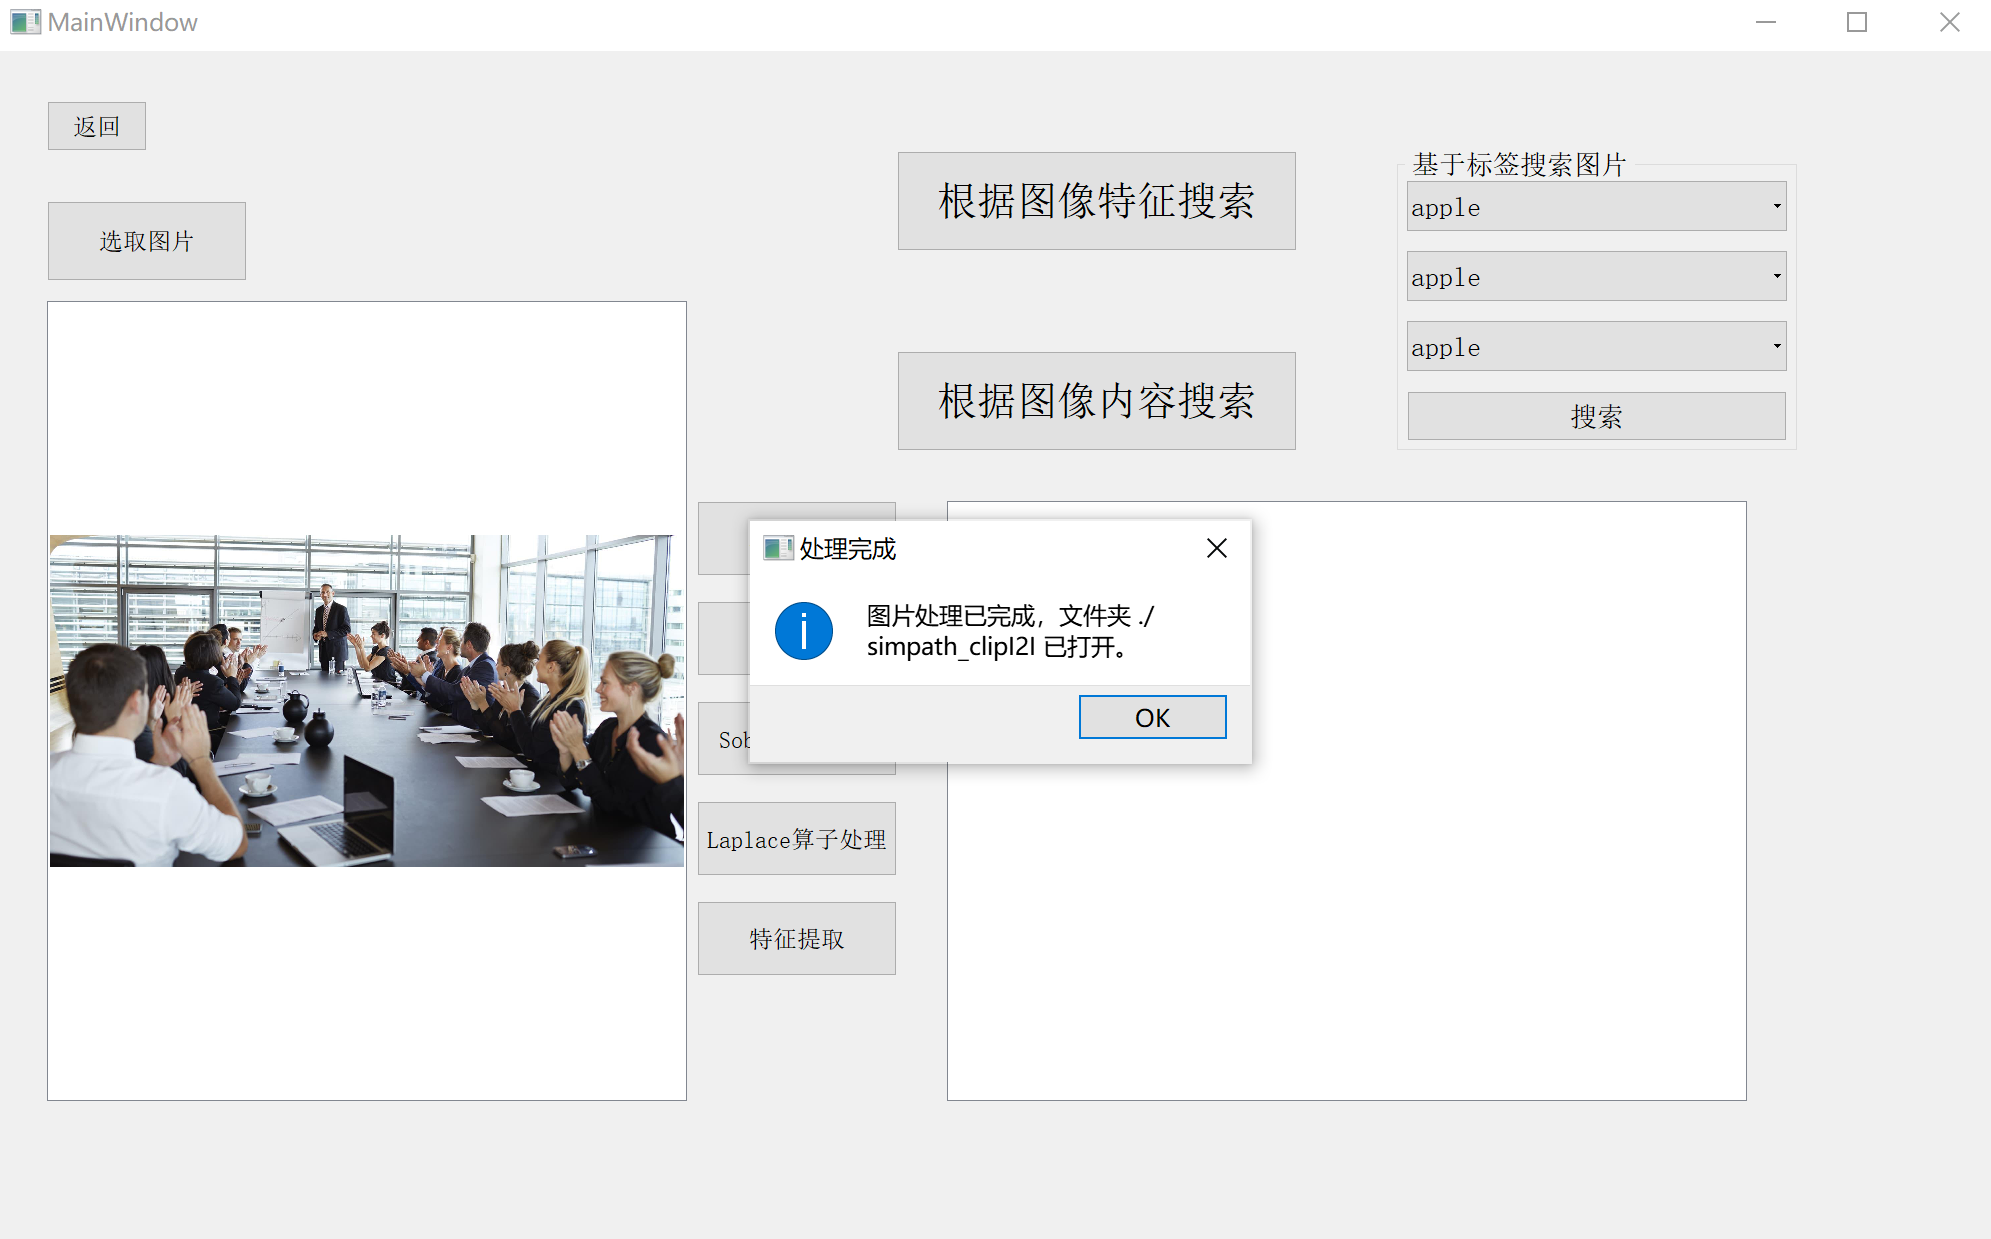 MainWindow
返回
选取图片
根据图像特征搜索
根据图像内容搜索
基于标签搜索图片
apple
apple
apple
搜索
处理完成
图片处理已完成，文件夹 ./
simpath_clipI2I 已打开。
OK
Laplace算子处理
特征提取